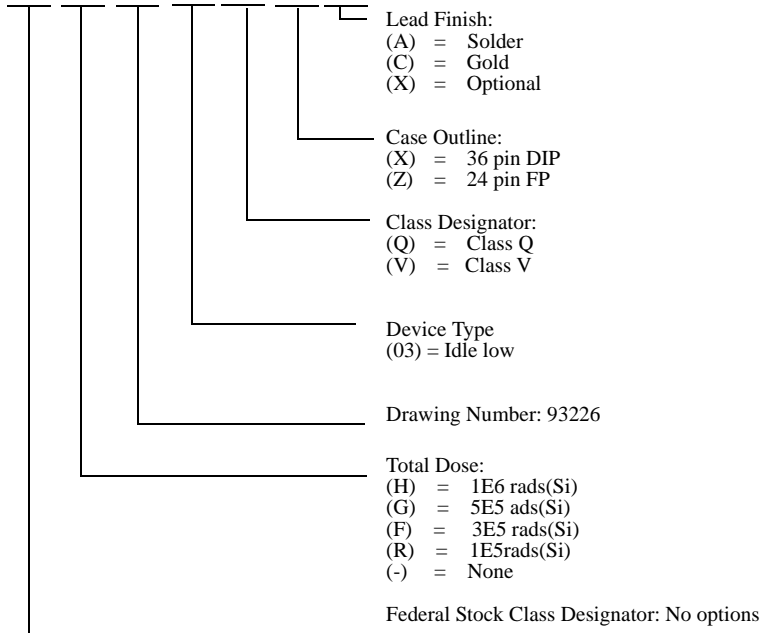 Lead Finish:
(A) = Solder
(C) = Gold
(X) = Optional
Case Outline:
(X) = 36 pin DIP
(Z) = 24 pin FP
Class Designator:
(Q) = Class Q
(V) = Class V
Device Type
(03) = Idle low
Drawing Number: 93226
Total Dose:
(H) = 1E6 rads(Si)
(G) = 5E5 ads(Si)
(F) = 3E5 rads(Si)
(R) = 1E5rads(Si)
(-) = None
Federal Stock Class Designator: No options